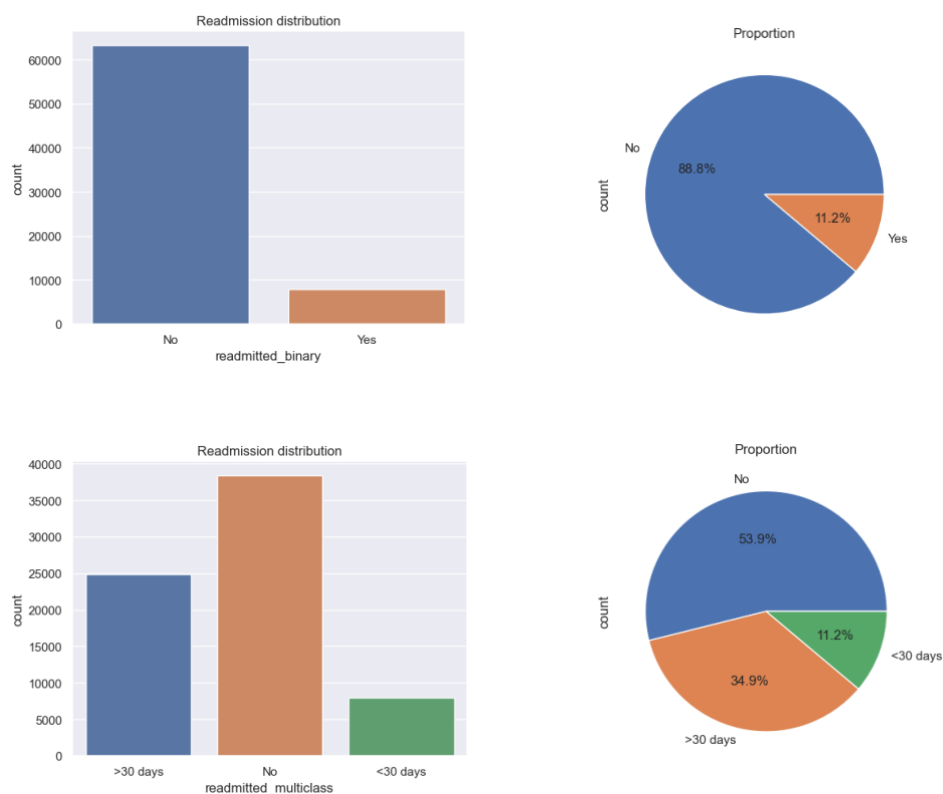 Readmission distribution
60000
50000
40000
30000
20000
10000
0
count
No
Yes
readmitted_binary
Proportion
No
88.8%
count
11.2%
Yes
Readmission distribution
40000
35000
30000
25000
20000
15000
10000
5000
0
count
>30 days
No
<30 days
readmitted_multiclass
Proportion
No
53.9%
count
11.2%
<30 days
34.9%
>30 days